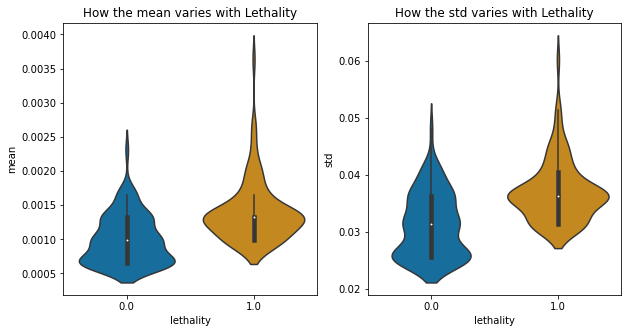 How the mean varies with Lethality
0.0040
0.0035
0.0030
0.0025
0.0020
0.0015
0.0010
0.0005
mean
0.0
1.0
lethality
How the std varies with Lethality
0.06
0.05
0.04
0.03
0.02
std
0.0
1.0
lethality